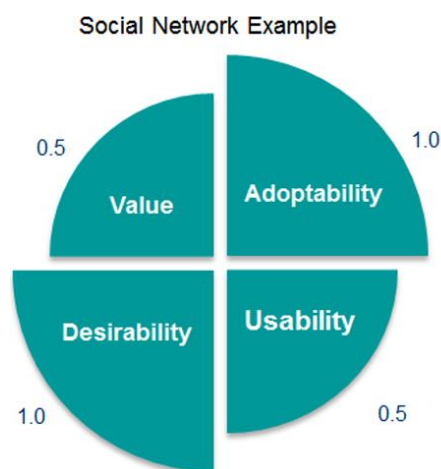 Social Network Example
0.5
1.0
Value
Adoptability
Desirability
Usability
1.0
0.5